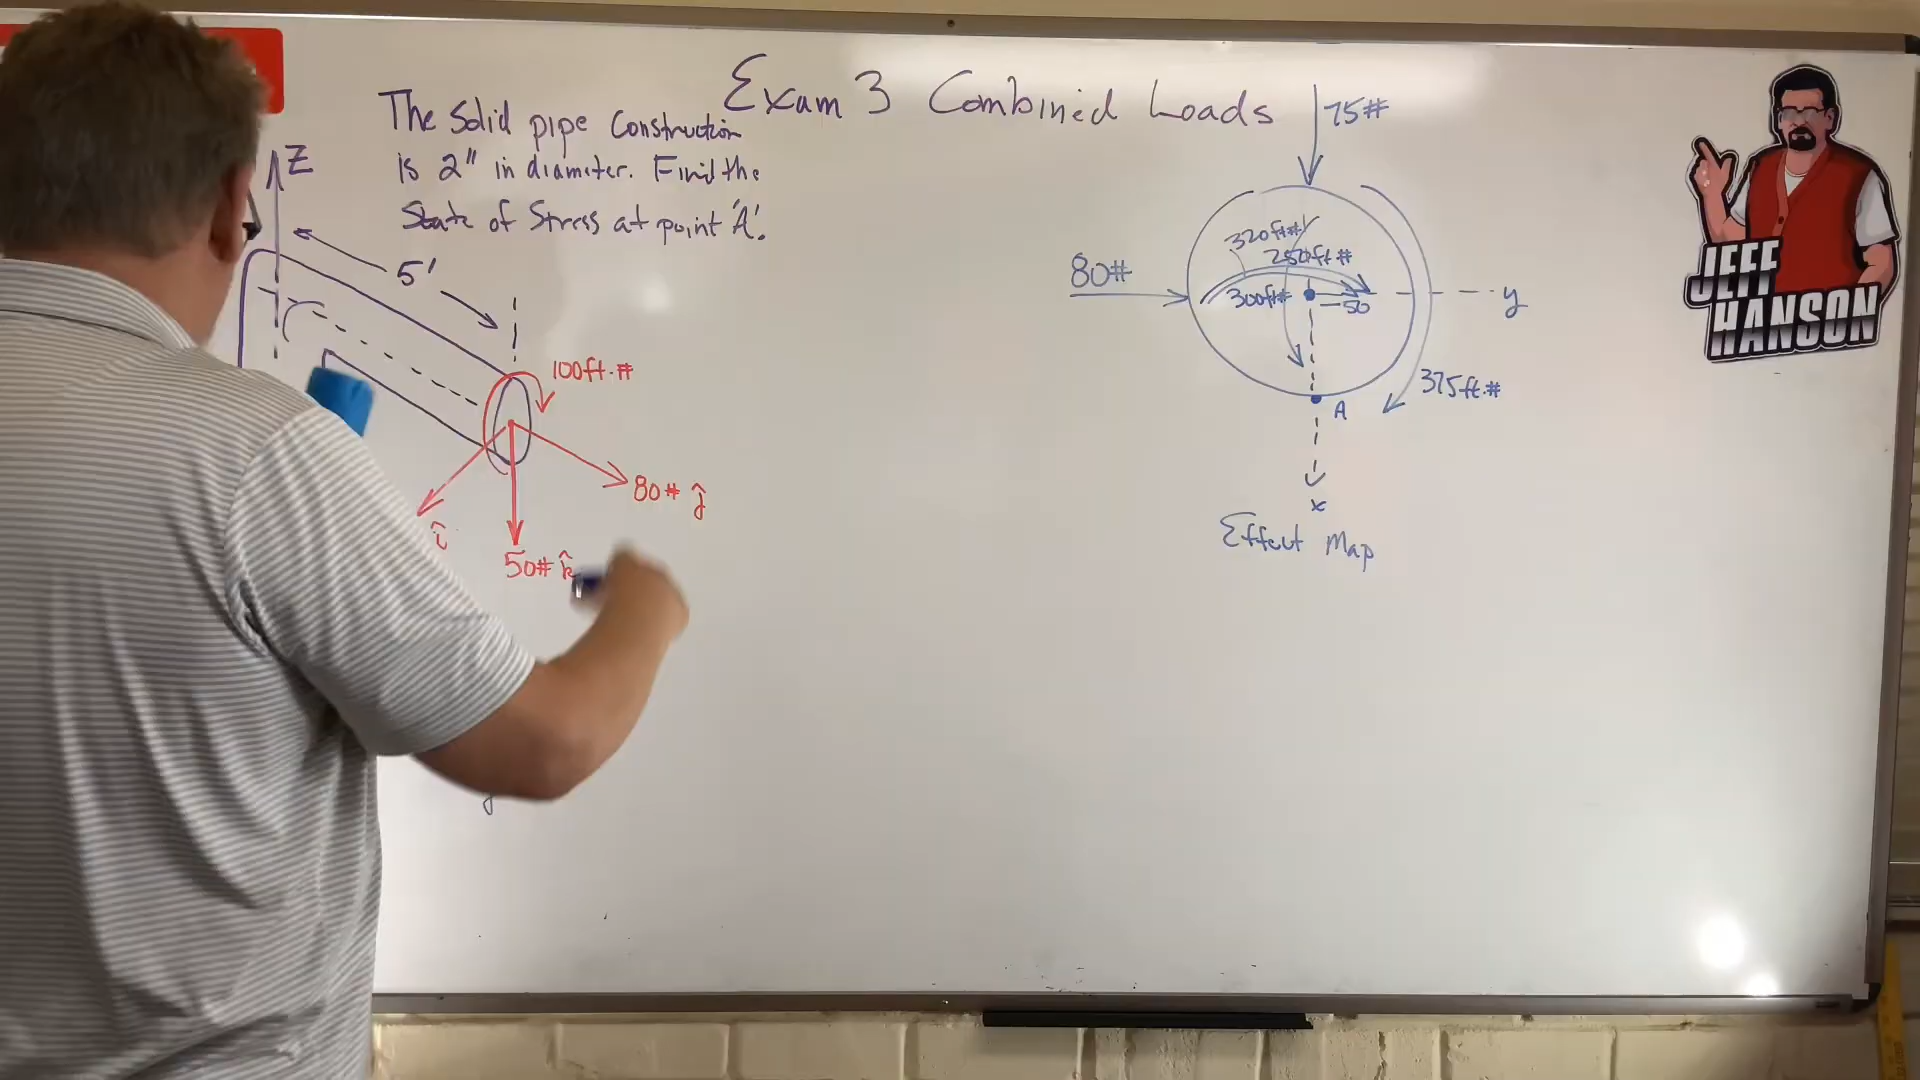 Exam 3 Combined Loads
The Solid pipe Construction
is 2" in diameter. Find the
State of Stress at point 'A'.
Z
5'
100ft·#
80# ĵ
î
50# k̂
75#
80#
320ft#
250ft#
300ft#
50
y
375ft·#
A
x
Effect Map
JEFF
HANSON